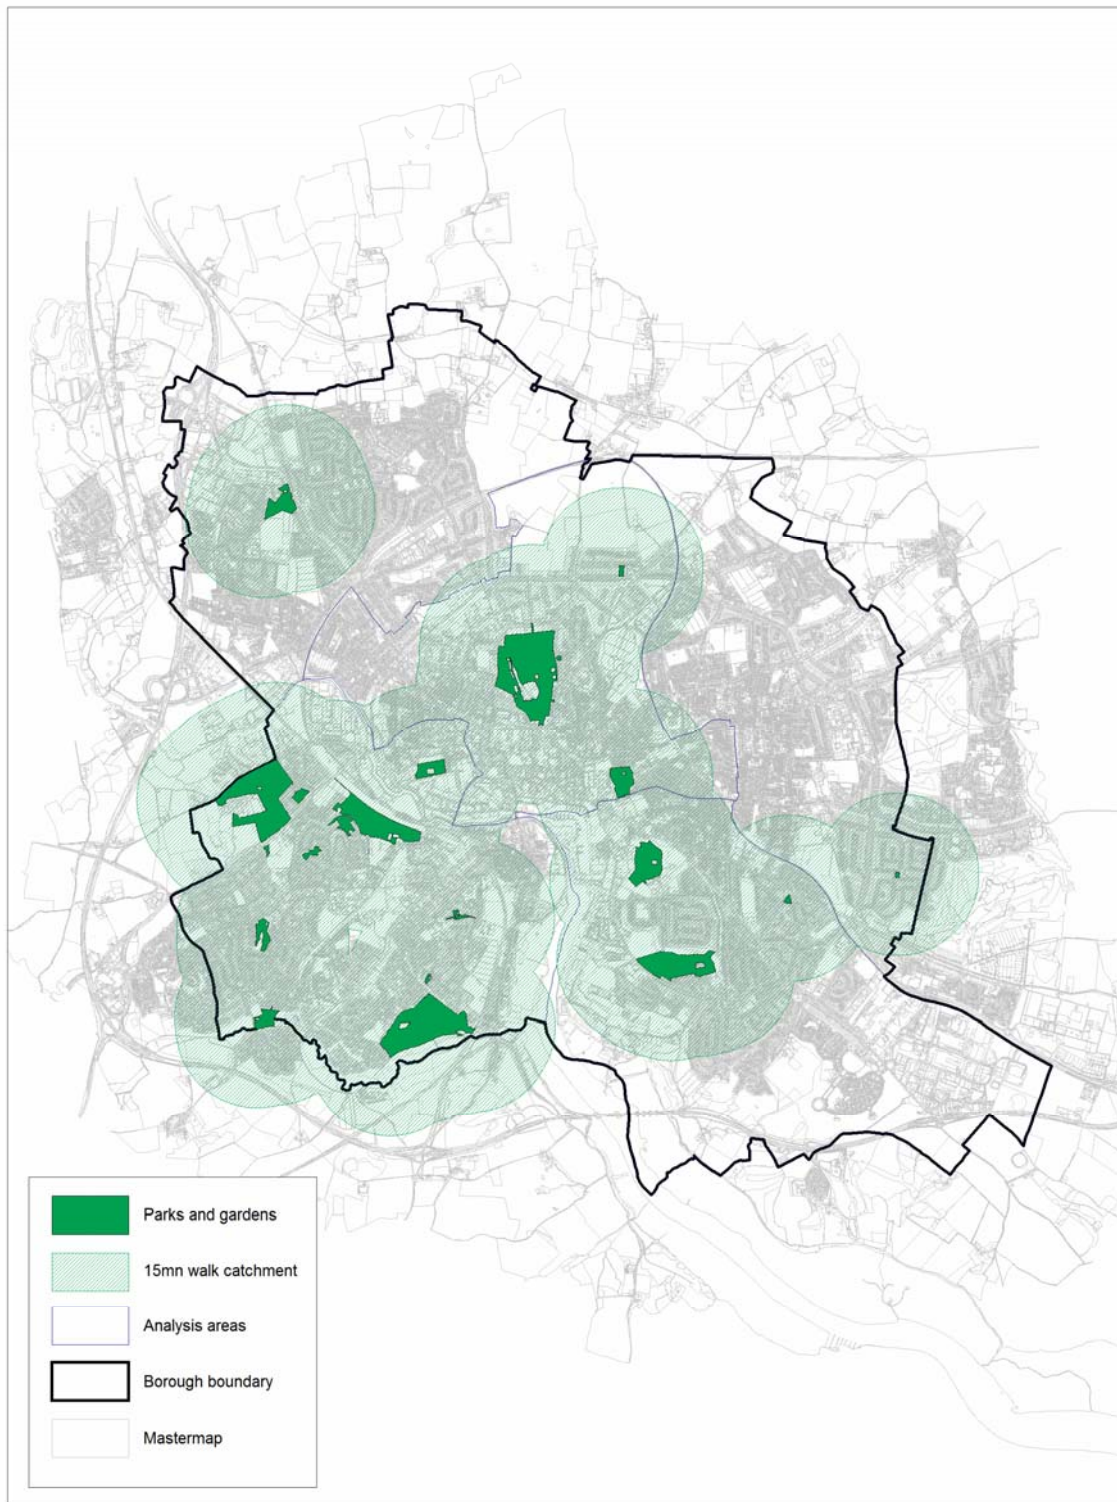 Parks and gardens
15mn walk catchment
Analysis areas
Borough boundary
Mastermap